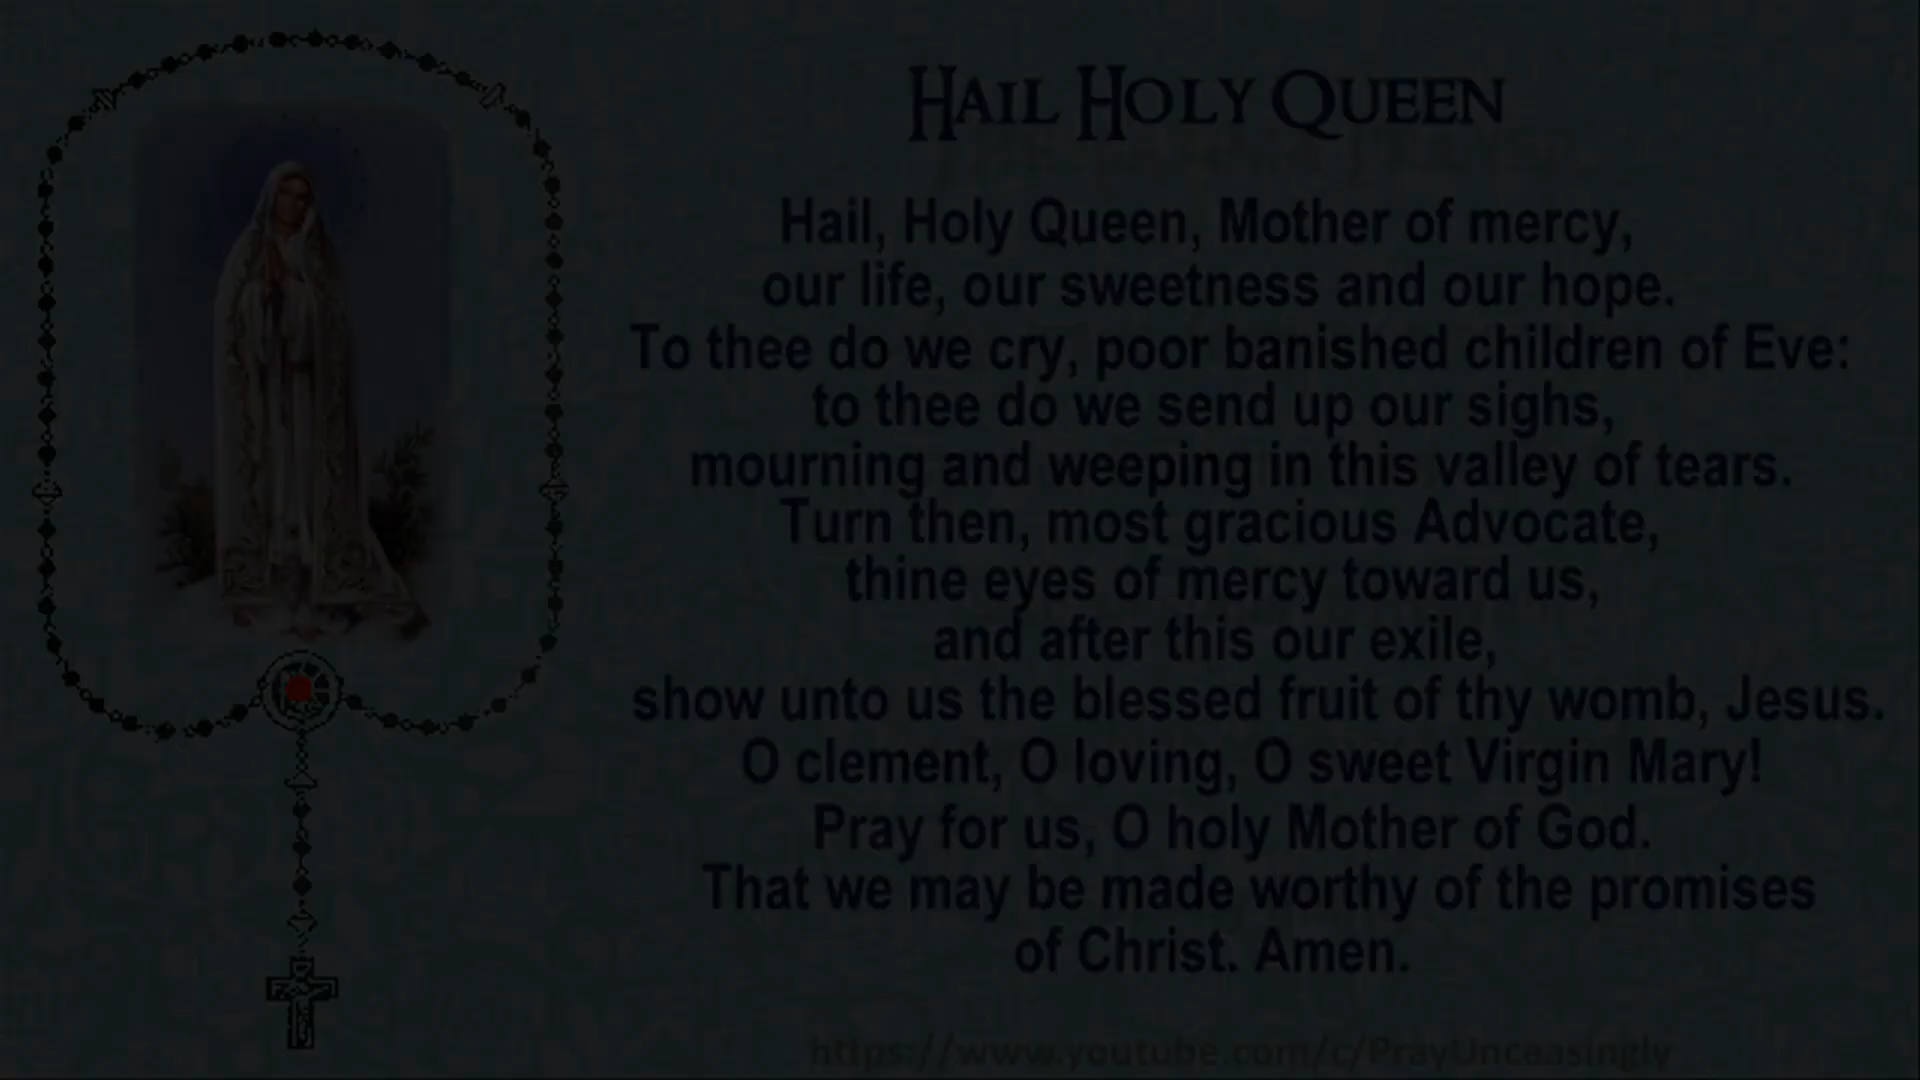 Hail Holy Queen
Hail, Holy Queen, Mother of mercy,
our life, our sweetness and our hope.
To thee do we cry, poor banished children of Eve:
to thee do we send up our sighs,
mourning and weeping in this valley of tears.
Turn then, most gracious Advocate,
thine eyes of mercy toward us,
and after this our exile,
show unto us the blessed fruit of thy womb, Jesus.
O clement, O loving, O sweet Virgin Mary!
Pray for us, O holy Mother of God.
That we may be made worthy of the promises
of Christ. Amen.
https://www.youtube.com/c/PrayUnceasingly